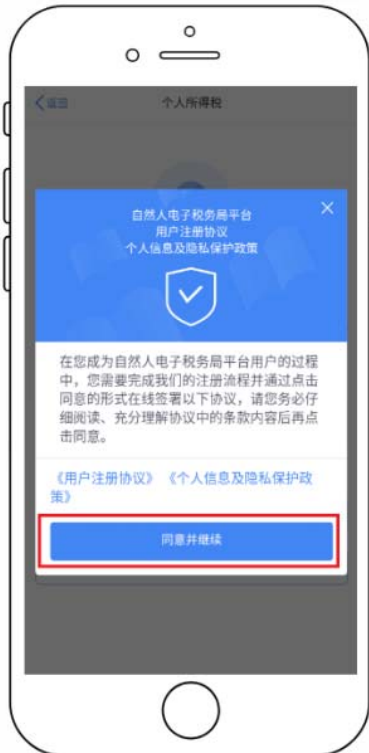 返回
个人所得税
自然人电子税务局平台
用户注册协议
个人信息及隐私保护政策
在您成为自然人电子税务局平台用户的过程
中，您需要完成我们的注册流程并通过点击
同意的形式在线签署以下协议，请您务必仔
细阅读、充分理解协议中的条款内容后再点
击同意。
《用户注册协议》 《个人信息及隐私保护政
策》
同意并继续